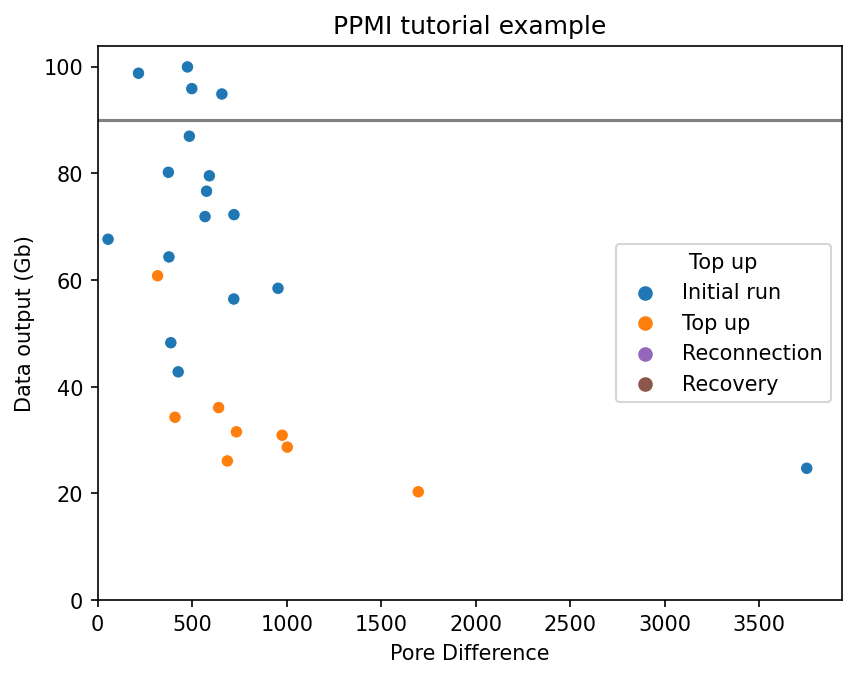 PPMI tutorial example
Data output (Gb)
100
80
60
40
20
0
0 500 1000 1500 2000 2500 3000 3500
Pore Difference
Top up
Initial run
Top up
Reconnection
Recovery